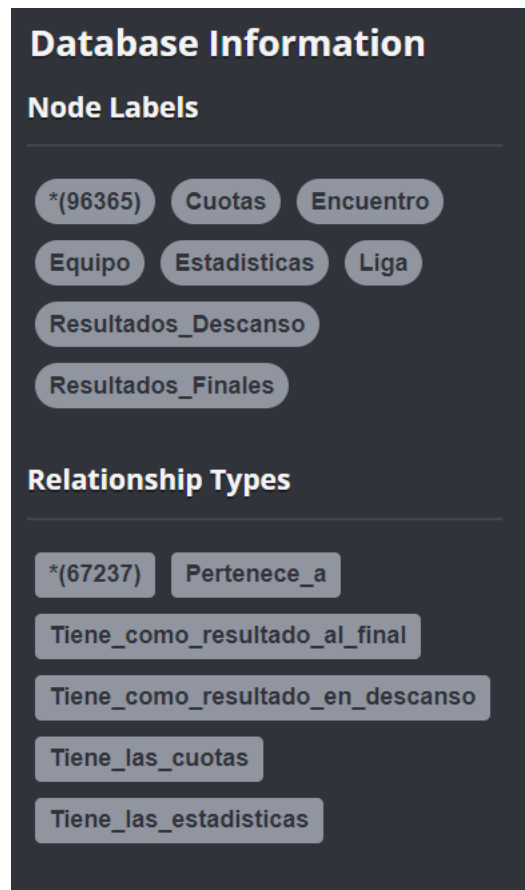 Database Information
Node Labels
*(96365) Cuotas Encuentro
Equipo Estadisticas Liga
Resultados_Descanso
Resultados_Finales
Relationship Types
*(67237) Pertenece_a
Tiene_como_resultado_al_final
Tiene_como_resultado_en_descanso
Tiene_las_cuotas
Tiene_las_estadisticas